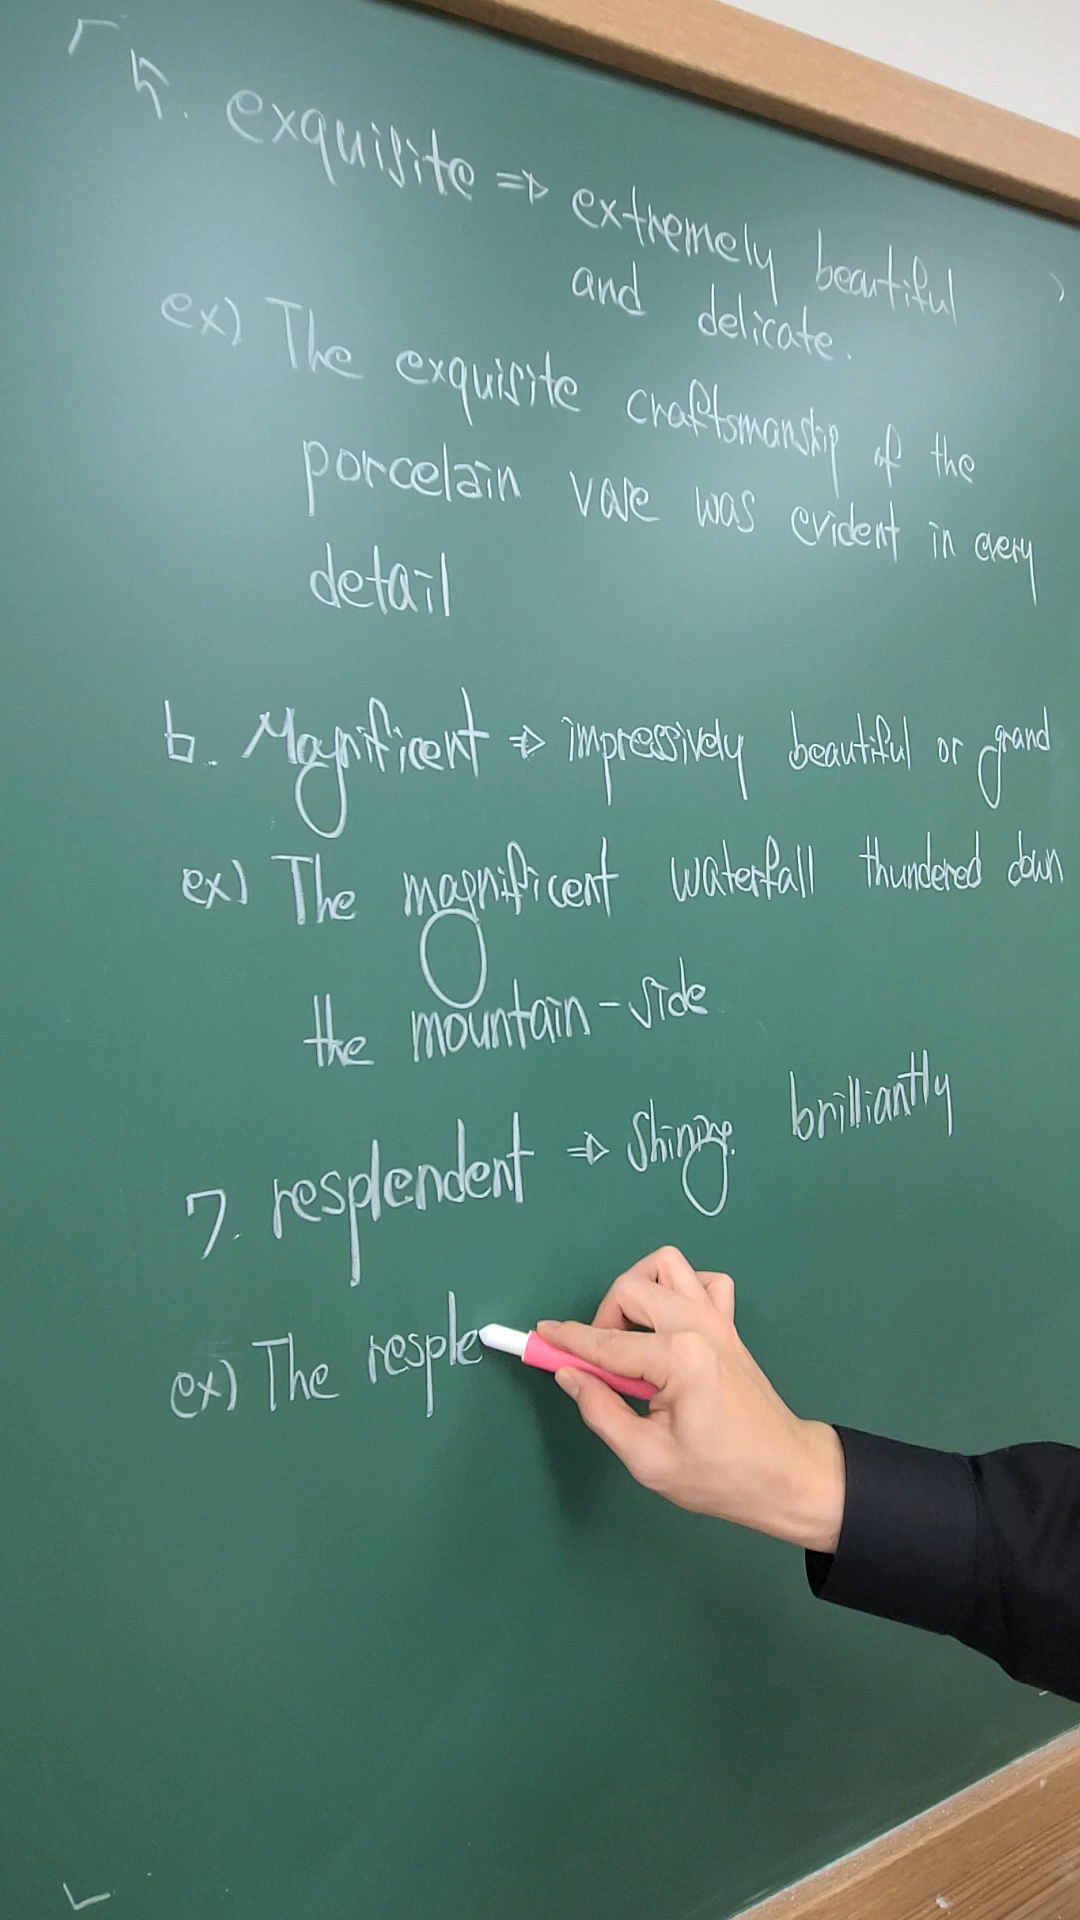 5. exquisite ⇒ extremely beautiful
and delicate.
ex) The exquisite craftsmanship of the
porcelain vase was evident in every
detail
6. Magnificent ⇒ impressively beautiful or grand
ex) The magnificent waterfall thundered down
the mountain-side
7. resplendent ⇒ Shining brilliantly
ex) The resple